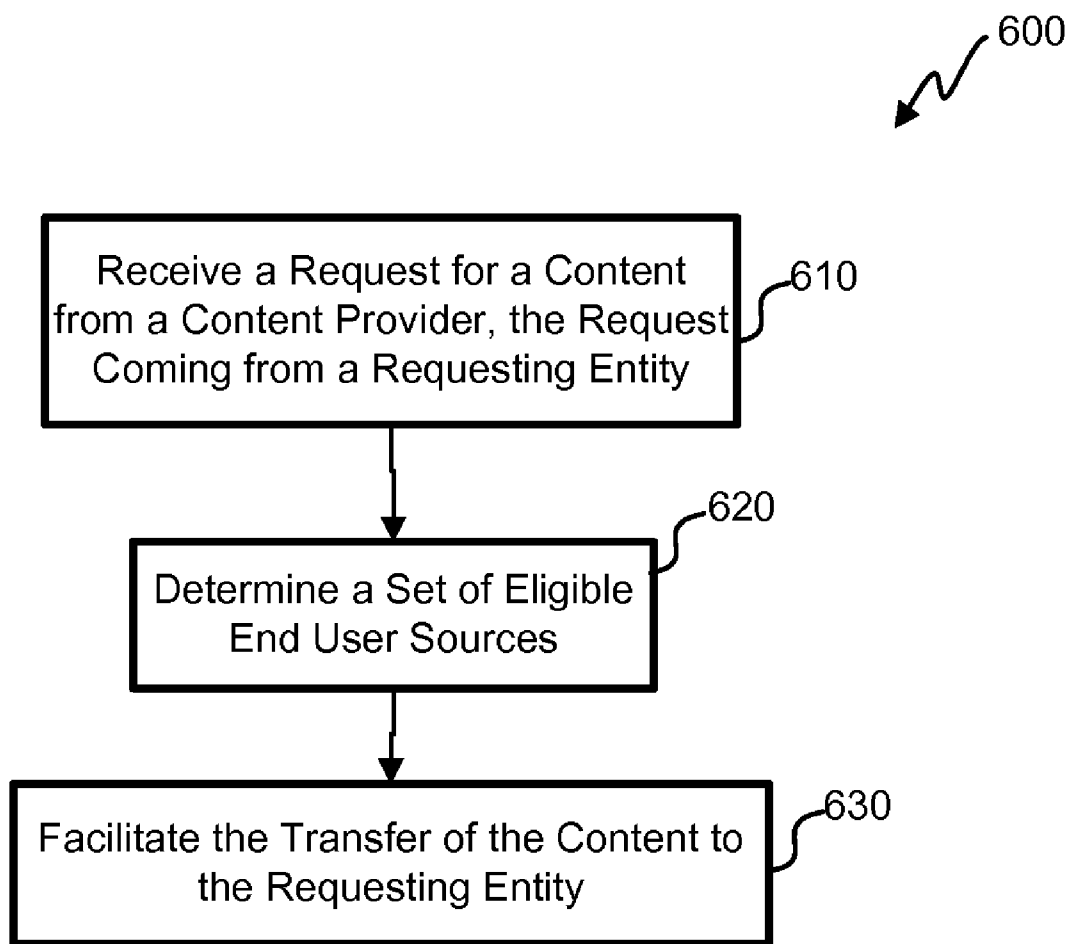 600
Receive a Request for a Content
from a Content Provider, the Request
Coming from a Requesting Entity
610
620
Determine a Set of Eligible
End User Sources
630
Facilitate the Transfer of the Content to
the Requesting Entity